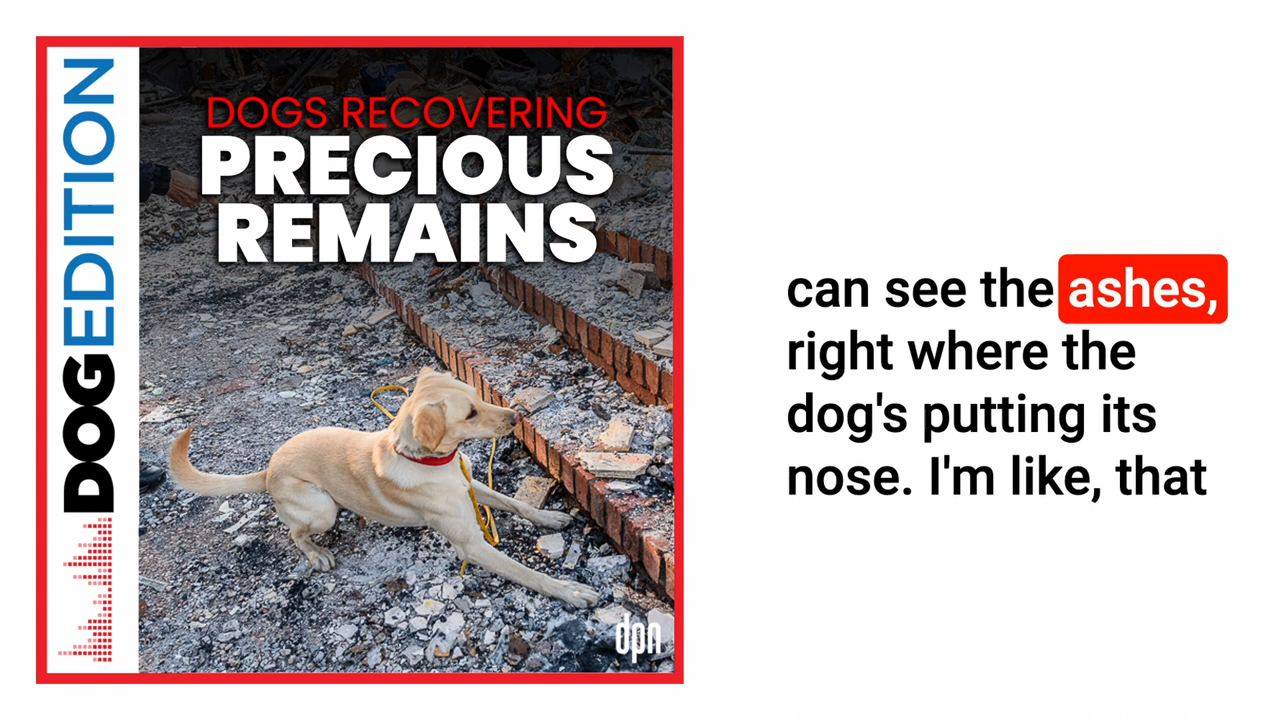 DOGEDITION
DOGS RECOVERING
PRECIOUS
REMAINS
dpn
can see the ashes,
right where the
dog's putting its
nose. I'm like, that